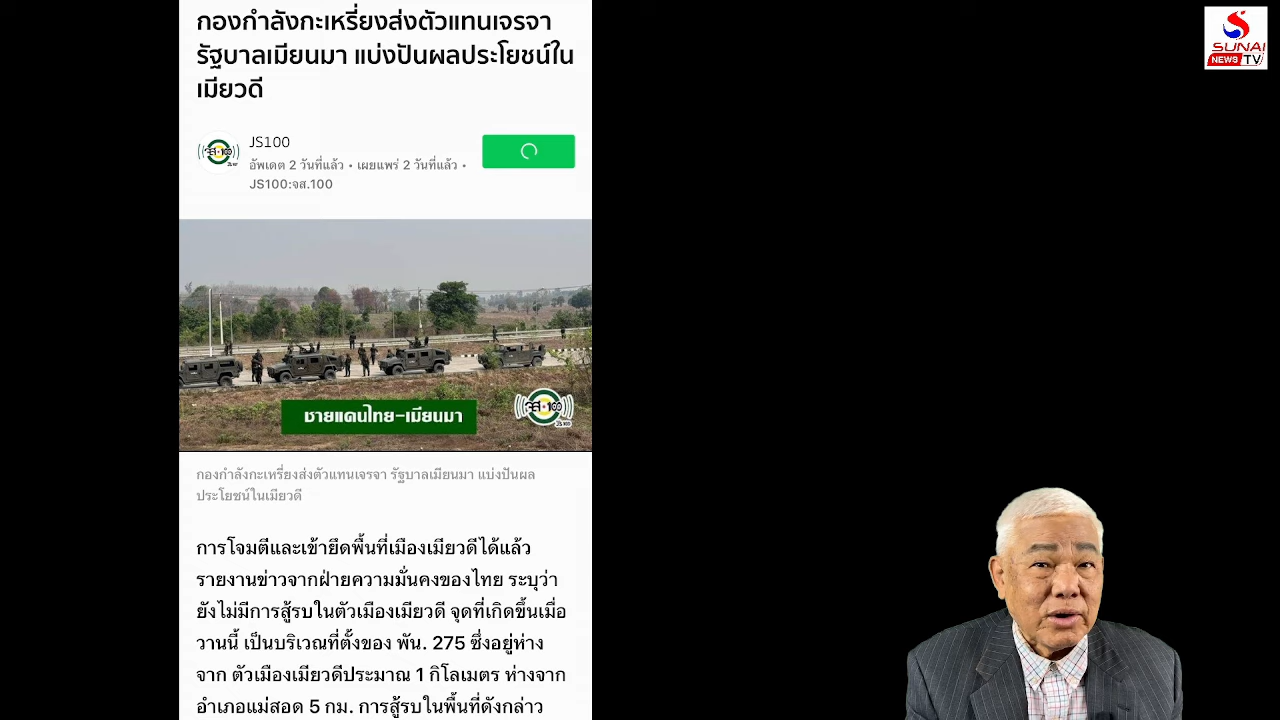 กองกำลังกะเหรี่ยงส่งตัวแทนเจรจา
รัฐบาลเมียนมา แบ่งปันผลประโยชน์ใน
เมียวดี
JS100
อัพเดต 2 วันที่แล้ว • เผยแพร่ 2 วันที่แล้ว •
JS100:จส.100
ชายแดนไทย-เมียนมา
จส.100
JS100
กองกำลังกะเหรี่ยงส่งตัวแทนเจรจา รัฐบาลเมียนมา แบ่งปันผล
ประโยชน์ในเมียวดี
การโจมตีและเข้ายึดพื้นที่เมืองเมียวดีได้แล้ว
รายงานข่าวจากฝ่ายความมั่นคงของไทย ระบุว่า
ยังไม่มีการสู้รบในตัวเมืองเมียวดี จุดที่เกิดขึ้นเมื่อ
วานนี้ เป็นบริเวณที่ตั้งของ พัน. 275 ซึ่งอยู่ห่าง
จาก ตัวเมืองเมียวดีประมาณ 1 กิโลเมตร ห่างจาก
อำเภอแม่สอด 5 กม. การสู้รบในพื้นที่ดังกล่าว
SUNAI
NEWS TV